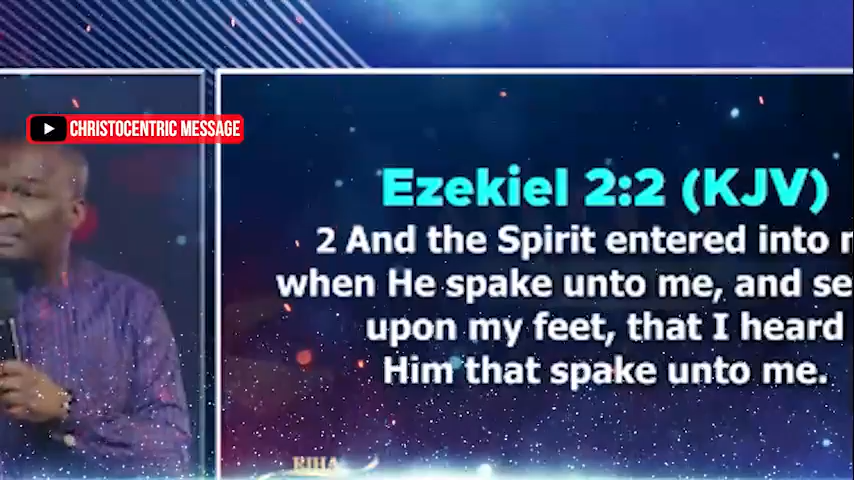 CHRISTOCENTRIC MESSAGE
Ezekiel 2:2 (KJV)
2 And the Spirit entered into
when He spake unto me, and
upon my feet, that I heard
Him that spake unto me.